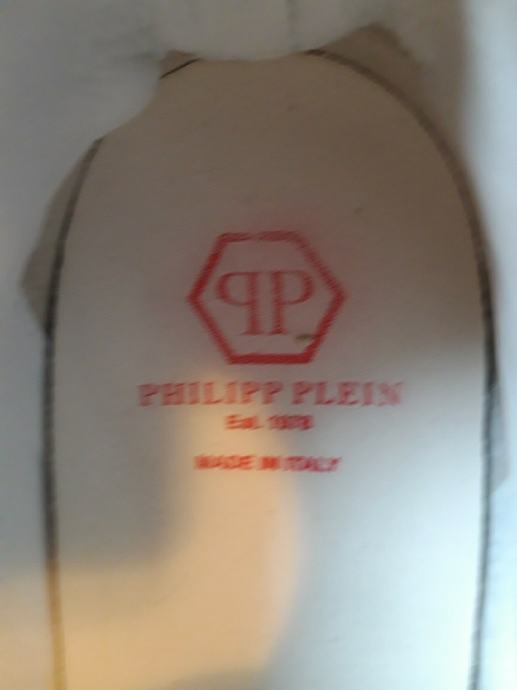 PP
PHILIPP PLEIN
Est. 1978
MADE IN ITALY